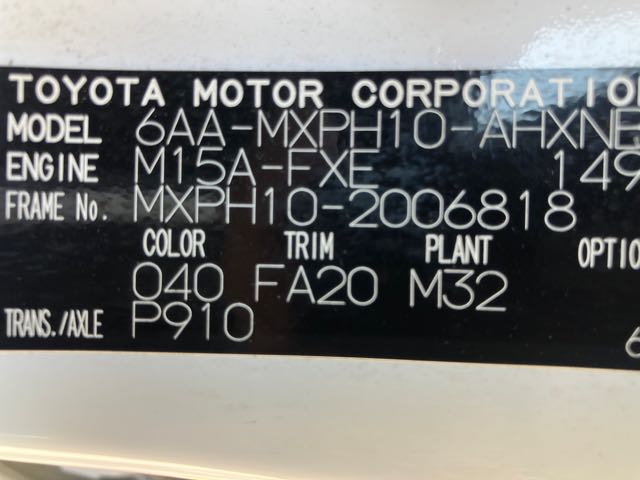 TOYOTA MOTOR CORPORATIO
MODEL 6AA-MXPH10-AHXNE
ENGINE M15A-FXE 149
FRAME No. MXPH10-2006818
COLOR TRIM PLANT OPTIO
040 FA20 M32
TRANS./AXLE P910 6